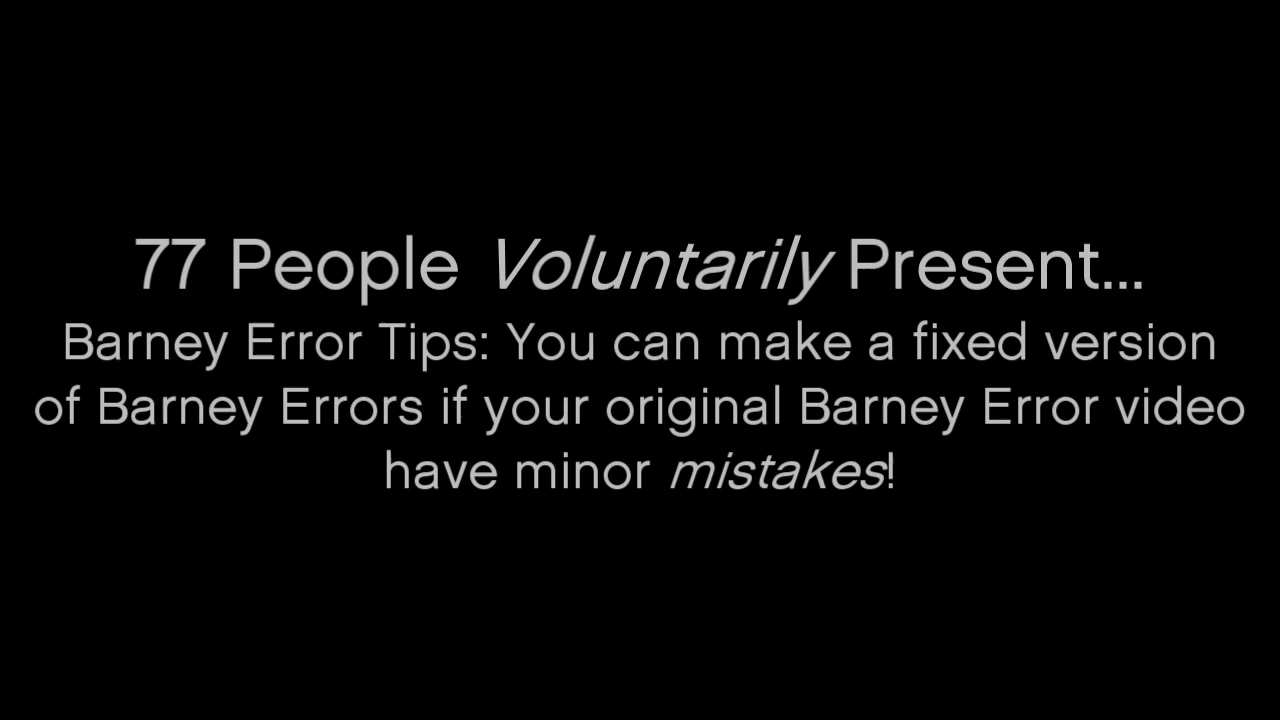 77 People Voluntarily Present...
Barney Error Tips: You can make a fixed version
of Barney Errors if your original Barney Error video
have minor mistakes!